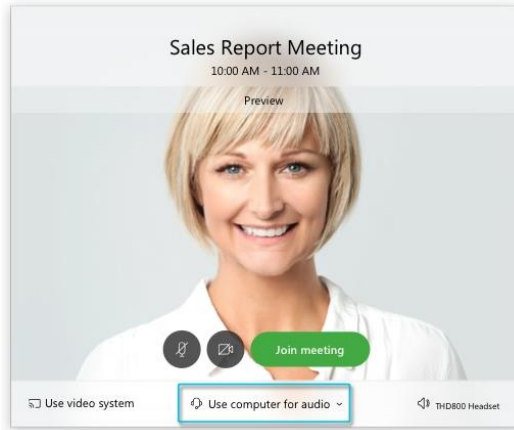 Sales Report Meeting
10:00 AM - 11:00 AM
Preview
Join meeting
Use video system
Use computer for audio
THD800 Headset